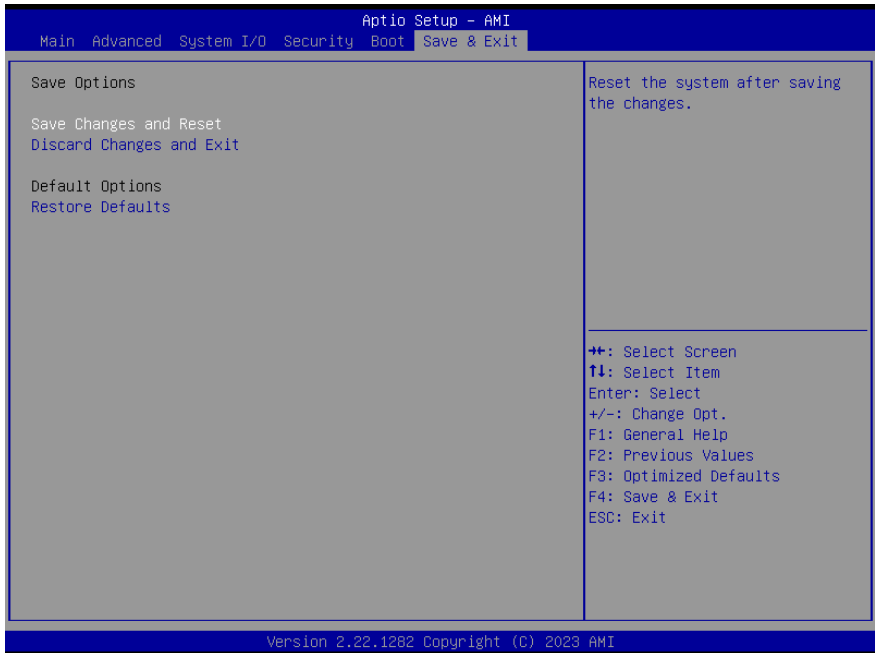 Aptio Setup – AMI
Main Advanced System I/O Security Boot Save & Exit
Save Options
Save Changes and Reset
Discard Changes and Exit
Default Options
Restore Defaults
Reset the system after saving
the changes.
→←: Select Screen
↑↓: Select Item
Enter: Select
+/-: Change Opt.
F1: General Help
F2: Previous Values
F3: Optimized Defaults
F4: Save & Exit
ESC: Exit
Version 2.22.1282 Copyright (C) 2023 AMI